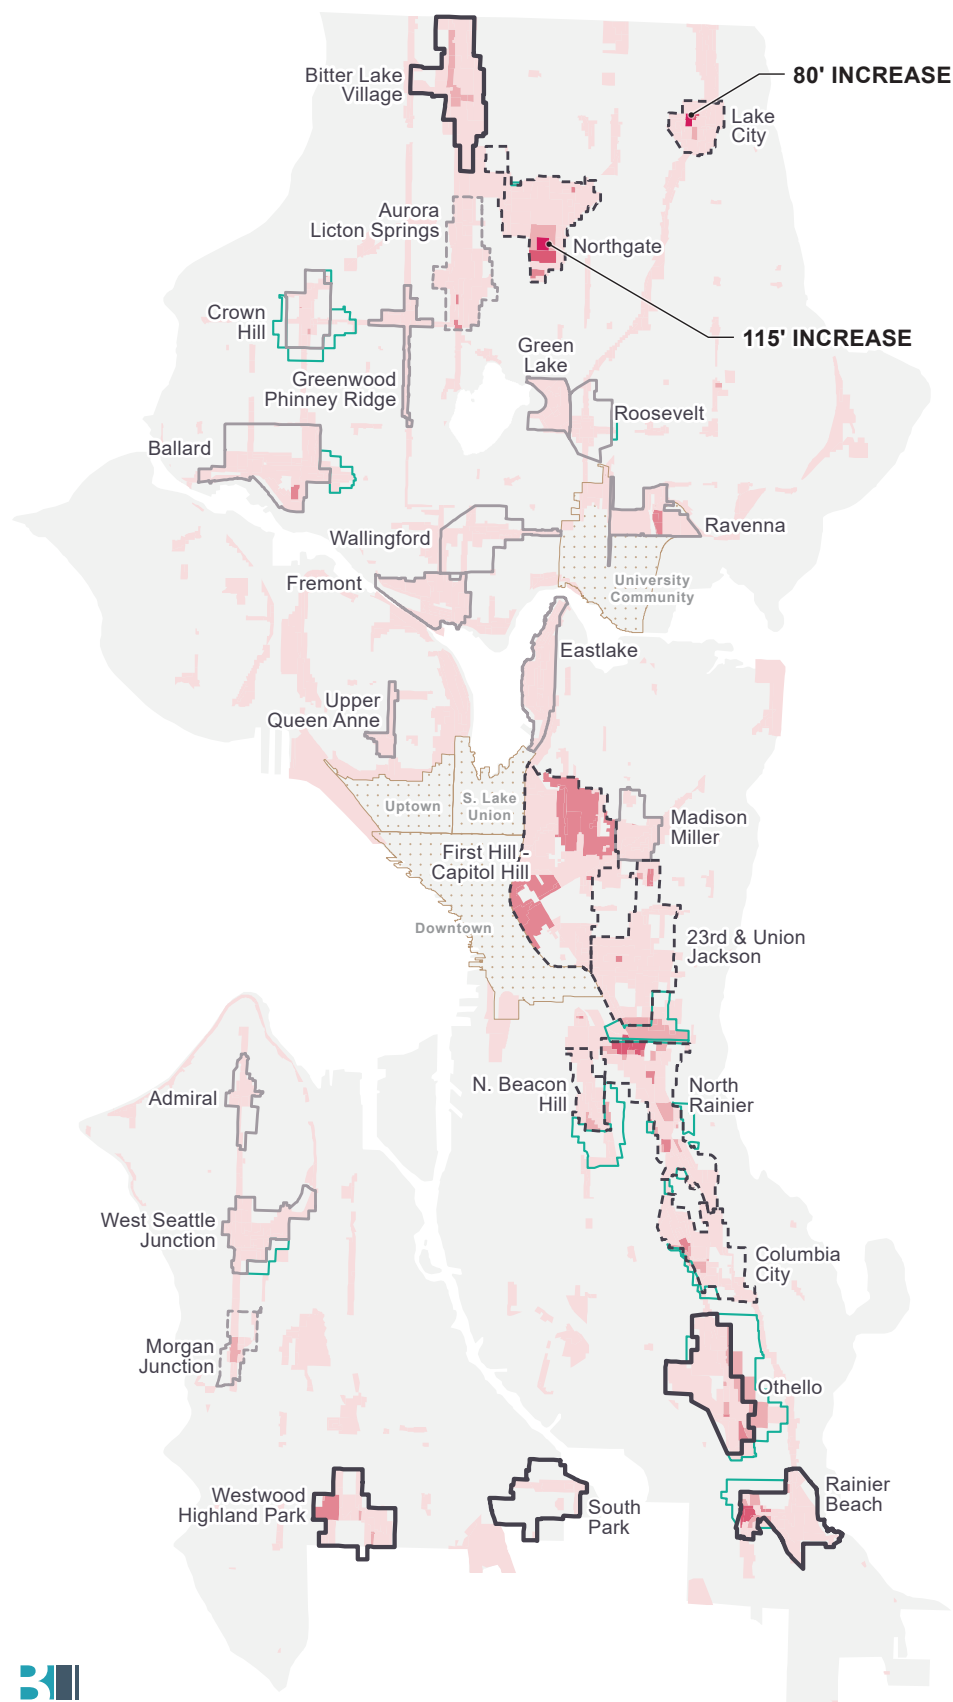 Bitter Lake
Village
80' INCREASE
Lake
City
Aurora
Licton Springs
Northgate
Crown
Hill
115' INCREASE
Green
Lake
Greenwood
Phinney Ridge
Roosevelt
Ballard
Wallingford
Ravenna
Fremont
University
Community
Eastlake
Upper
Queen Anne
Uptown
S. Lake
Union
Madison
Miller
First Hill -
Capitol Hill
Downtown
23rd & Union
Jackson
N. Beacon
Hill
North
Rainier
Admiral
West Seattle
Junction
Columbia
City
Morgan
Junction
Othello
Westwood
Highland Park
South
Park
Rainier
Beach